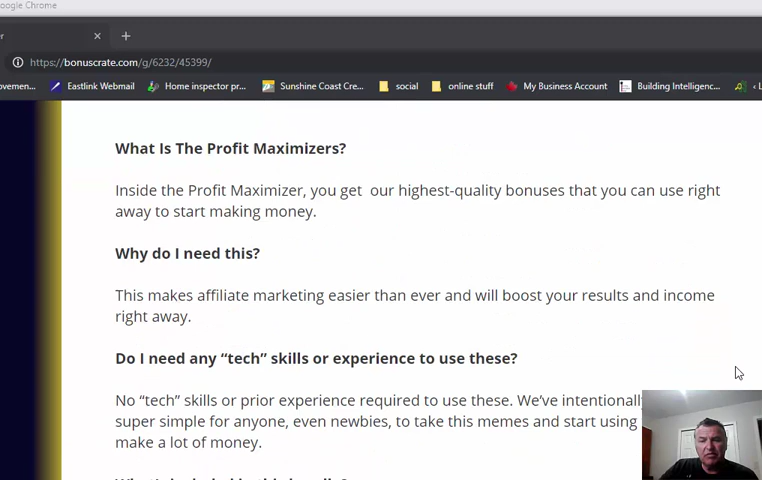 oogle Chrome
er
https://bonuscrate.com/g/6232/45399/
ovemen... Eastlink Webmail Home inspector pr... Sunshine Coast Cre... social online stuff My Business Account Building Intelligenc...
What Is The Profit Maximizers?
Inside the Profit Maximizer, you get our highest-quality bonuses that you can use right
away to start making money.
Why do I need this?
This makes affiliate marketing easier than ever and will boost your results and income
right away.
Do I need any “tech” skills or experience to use these?
No “tech” skills or prior experience required to use these. We’ve intentionall
super simple for anyone, even newbies, to take this memes and start using
make a lot of money.